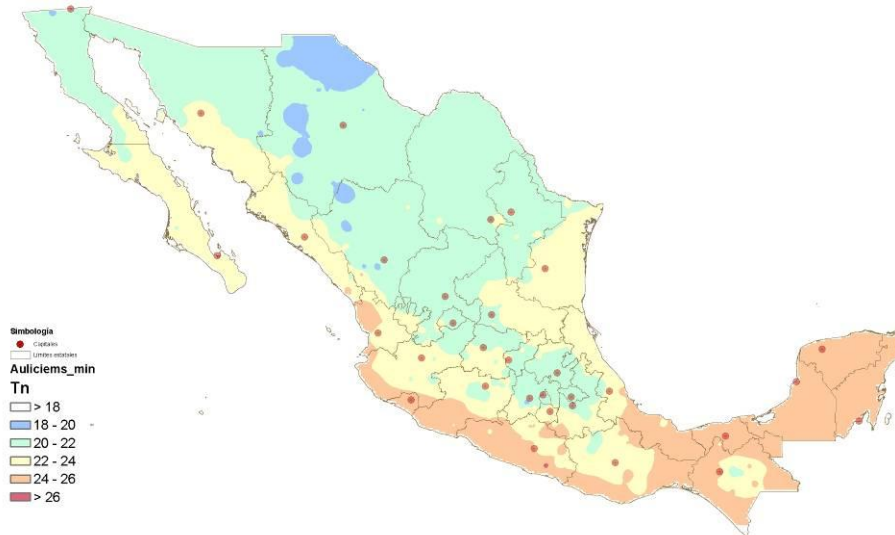 Simbología
Capitales
Límites estatales
Auliciems_min
Tn
> 18
18 - 20
20 - 22
22 - 24
24 - 26
> 26